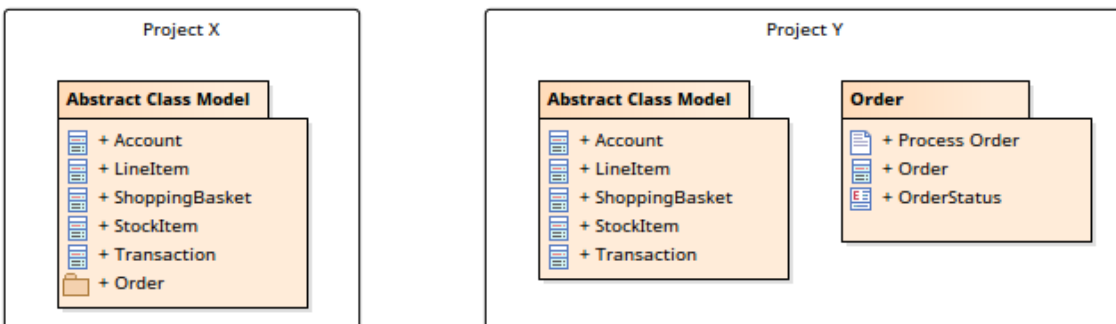 Project X
Abstract Class Model
+ Account
+ LineItem
+ ShoppingBasket
+ StockItem
+ Transaction
+ Order
Project Y
Abstract Class Model
+ Account
+ LineItem
+ ShoppingBasket
+ StockItem
+ Transaction
Order
+ Process Order
+ Order
E + OrderStatus